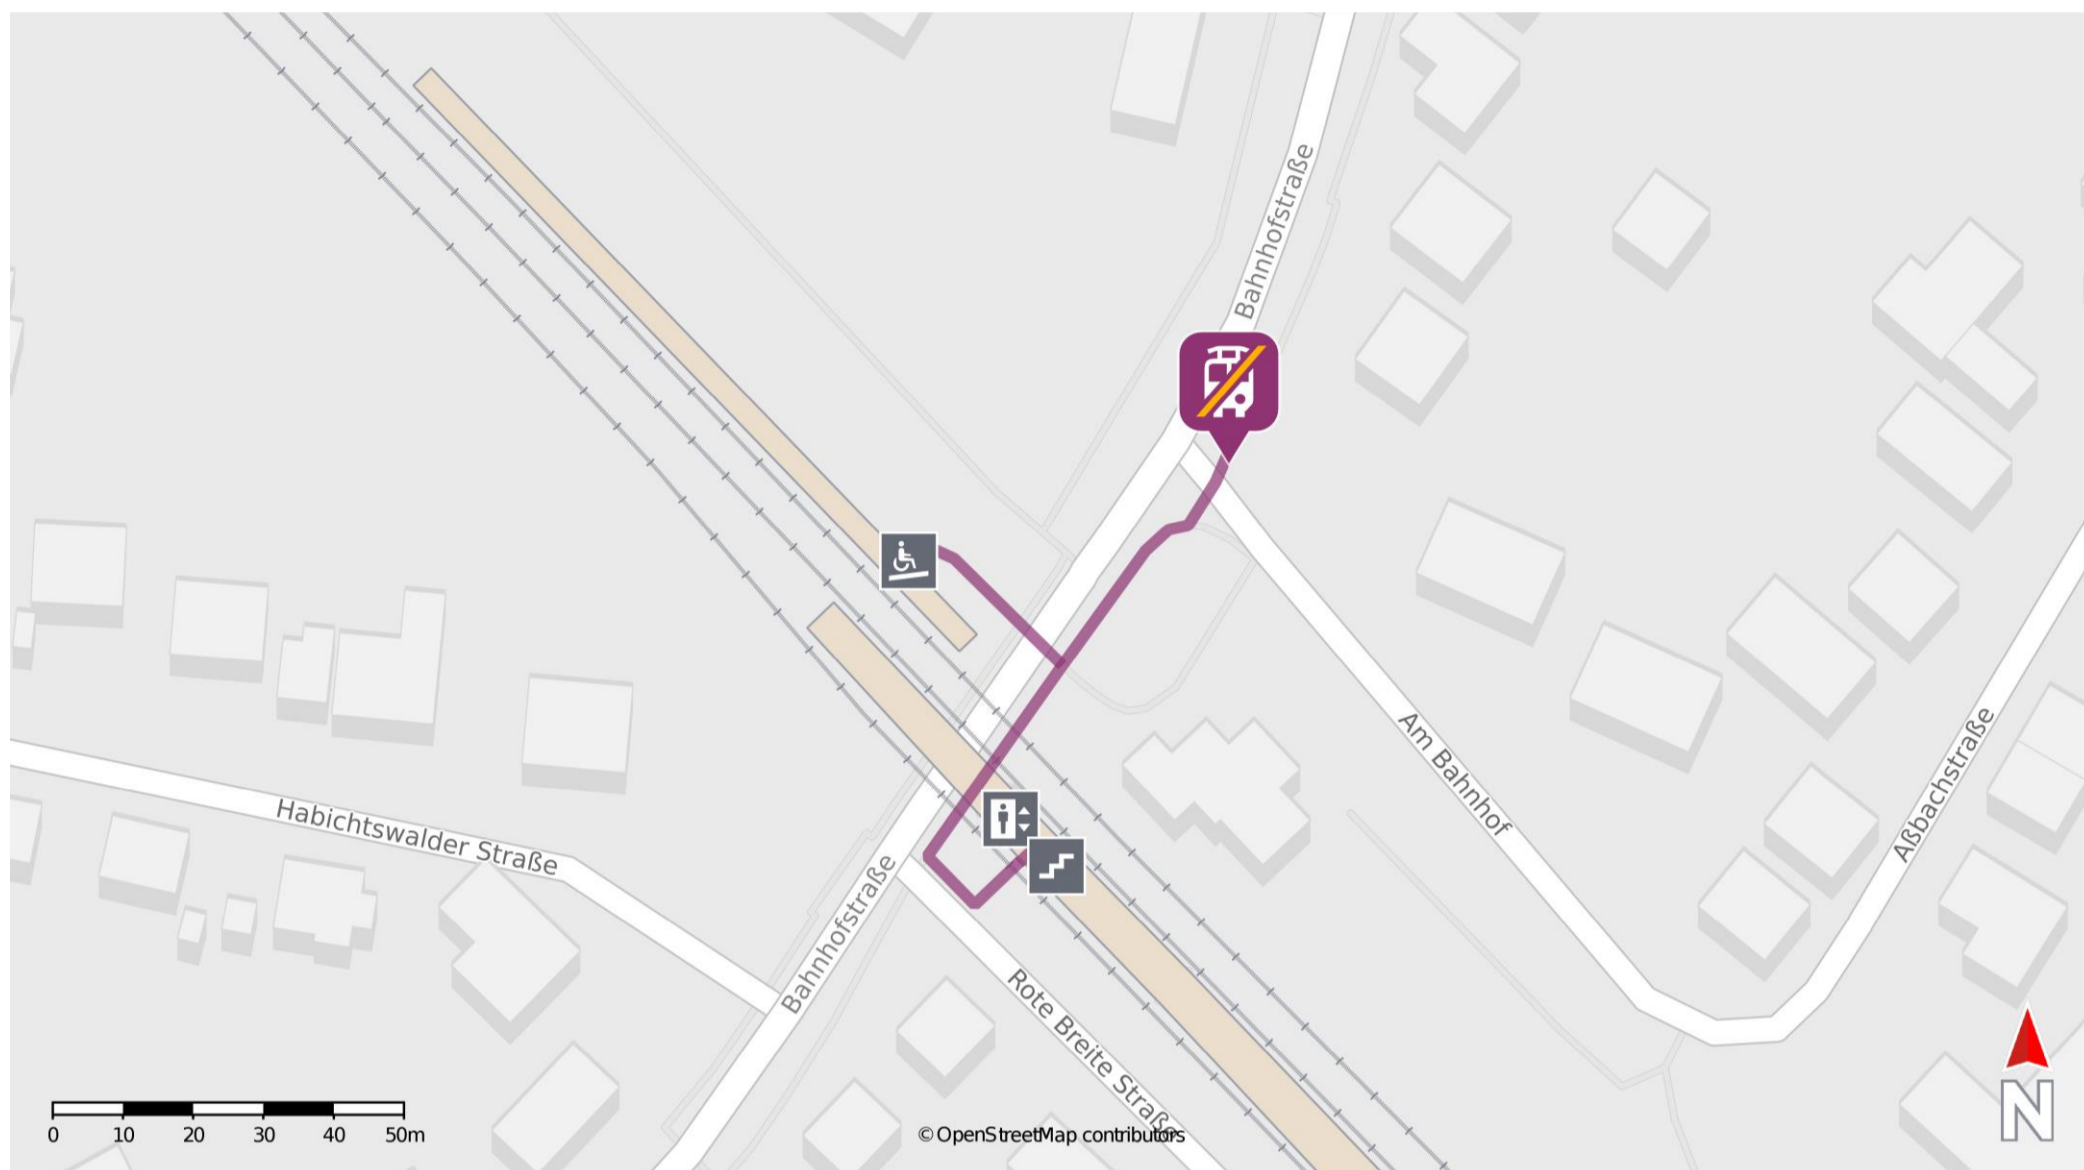 Bahnhofstraße
Am Bahnhof
Aßbachstraße
Habichtswalder Straße
Bahnhofstraße
Rote Breite Straße
N
0 10 20 30 40 50m
© OpenStreetMap contributors